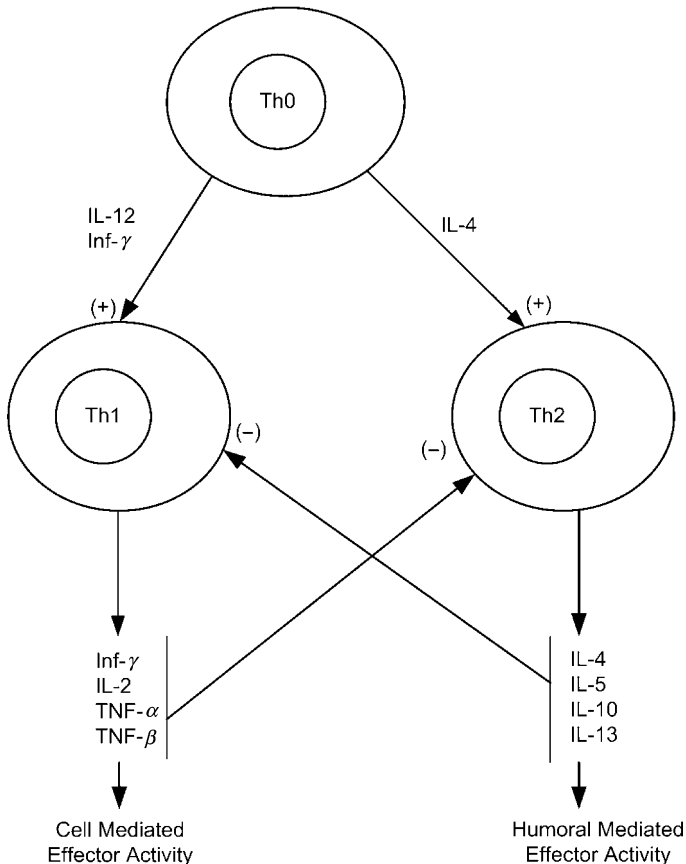 Th0
IL-12
Inf-γ
IL-4
(+)
(+)
Th1
Th2
(–)
(–)
Inf-γ
IL-2
TNF-α
TNF-β
IL-4
IL-5
IL-10
IL-13
Cell Mediated
Effector Activity
Humoral Mediated
Effector Activity